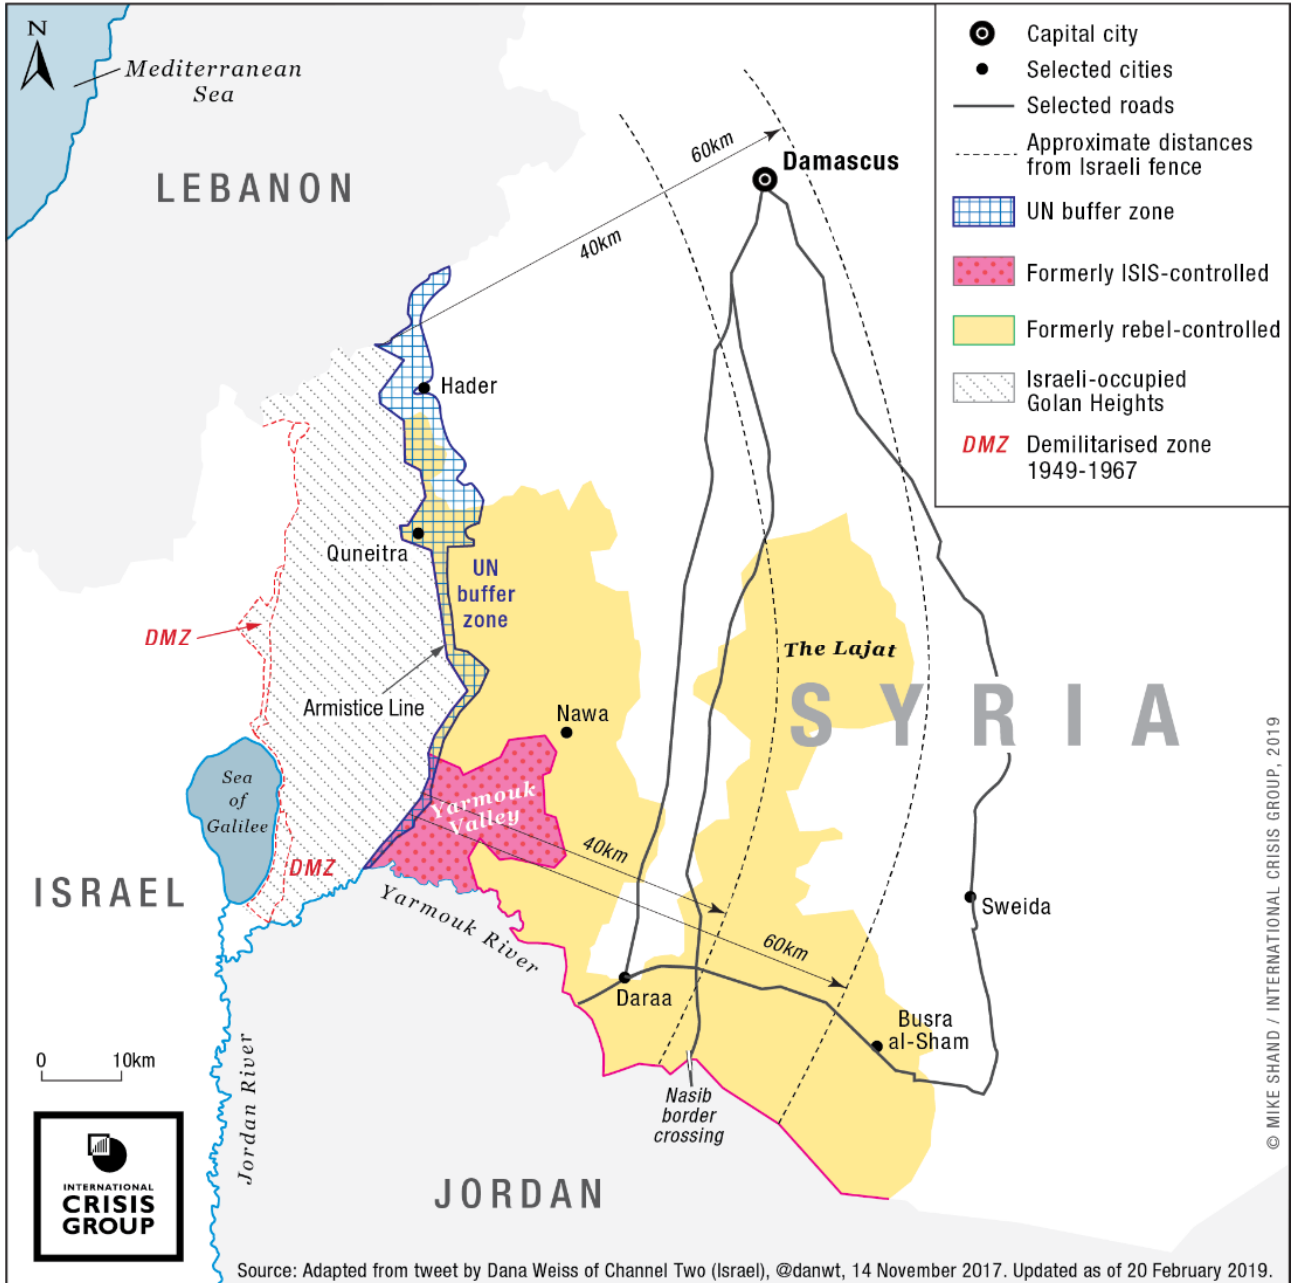 N
Mediterranean
Sea
LEBANON
60km
40km
Damascus
Capital city
Selected cities
Selected roads
Approximate distances
from Israeli fence
UN buffer zone
Formerly ISIS-controlled
Formerly rebel-controlled
Israeli-occupied
Golan Heights
DMZ Demilitarised zone
1949-1967
Hader
Quneitra
UN
buffer
zone
DMZ
Armistice Line
The Lajat
SYRIA
Nawa
Sea
of
Galilee
Yarmouk
Valley
40km
DMZ
ISRAEL
Yarmouk River
60km
Sweida
Daraa
Busra
al-Sham
0 10km
Jordan River
Nasib
border
crossing
JORDAN
INTERNATIONAL
CRISIS
GROUP
© MIKE SHAND / INTERNATIONAL CRISIS GROUP, 2019
Source: Adapted from tweet by Dana Weiss of Channel Two (Israel), @danwt, 14 November 2017. Updated as of 20 February 2019.